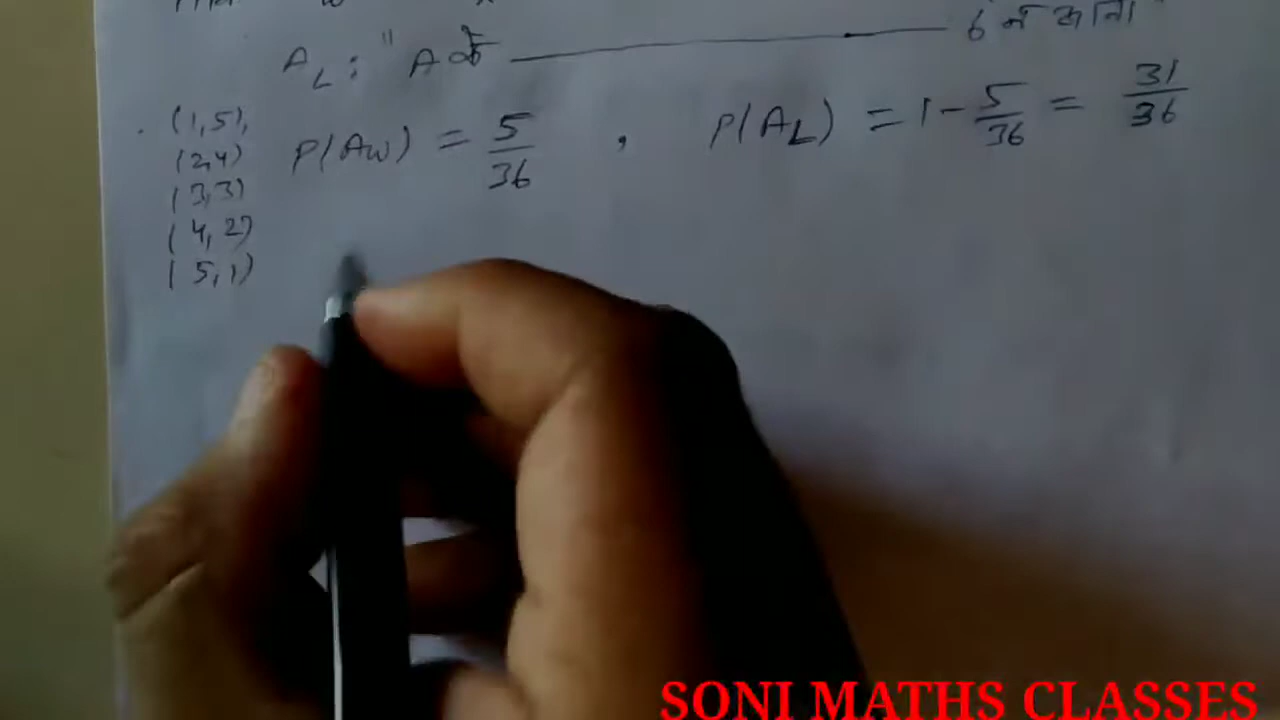 A_L : "A के ———— 6 न आना"
(1,5), P(A_W) = 5/36 , P(A_L) = 1 - 5/36 = 31/36
(2,4)
(3,3)
(4,2)
(5,1)
SONI MATHS CLASSES